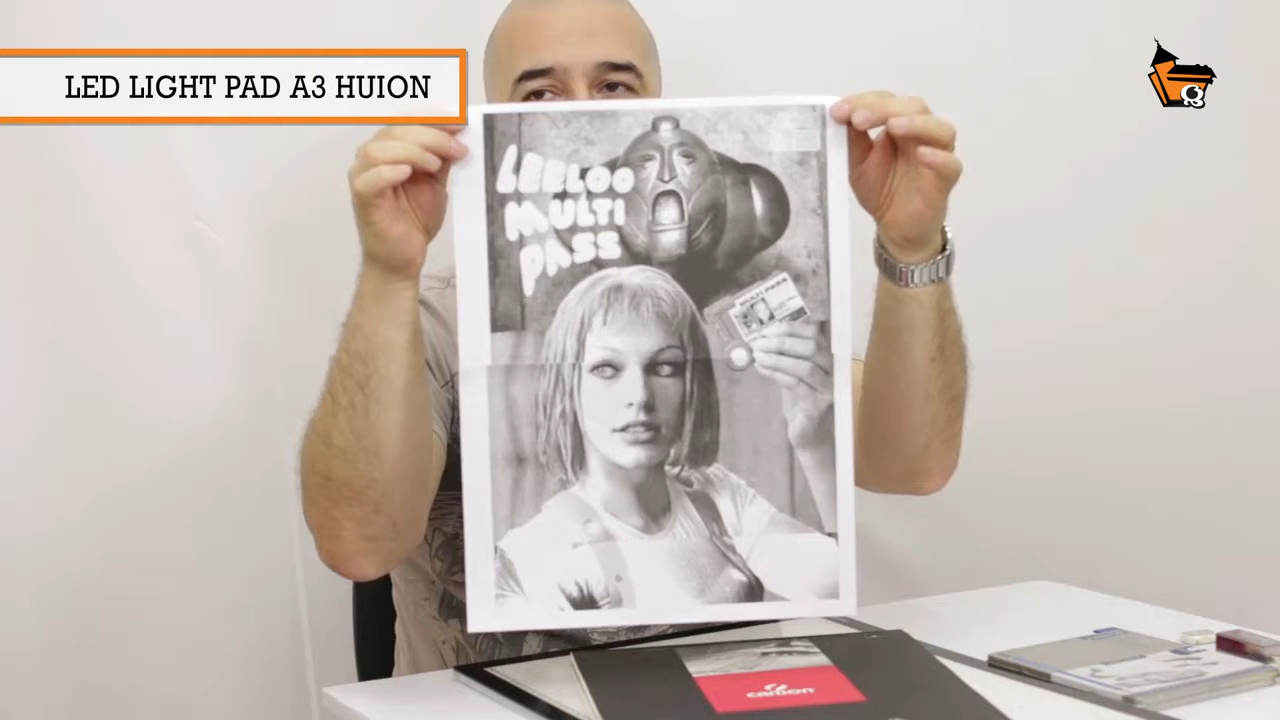 LED LIGHT PAD A3 HUION
LEELOO
MULTI
PASS
MULTI PASS
canson